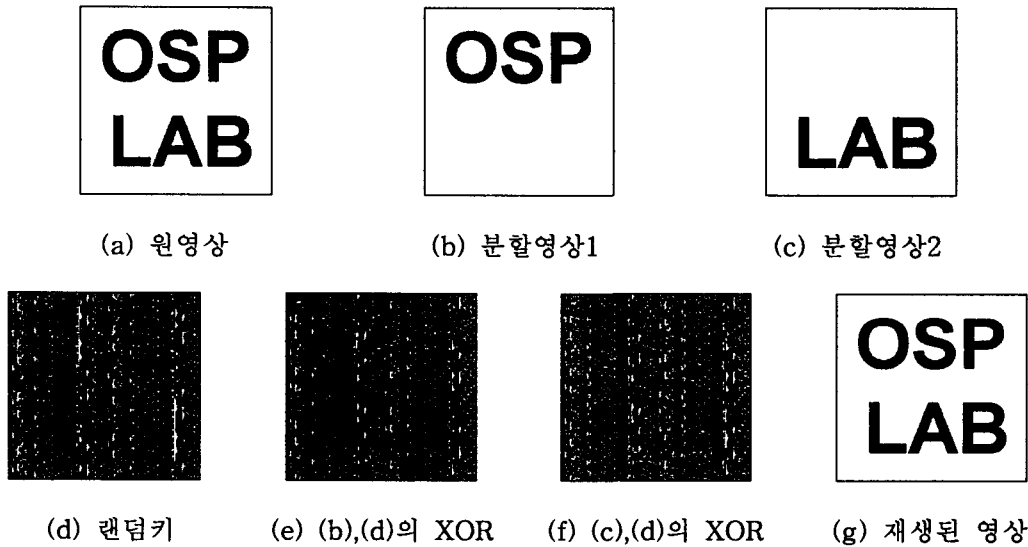 OSP
LAB
OSP
LAB
(a) 원영상
(b) 분할영상1
(c) 분할영상2
OSP
LAB
(d) 랜덤키
(e) (b),(d)의 XOR
(f) (c),(d)의 XOR
(g) 재생된 영상